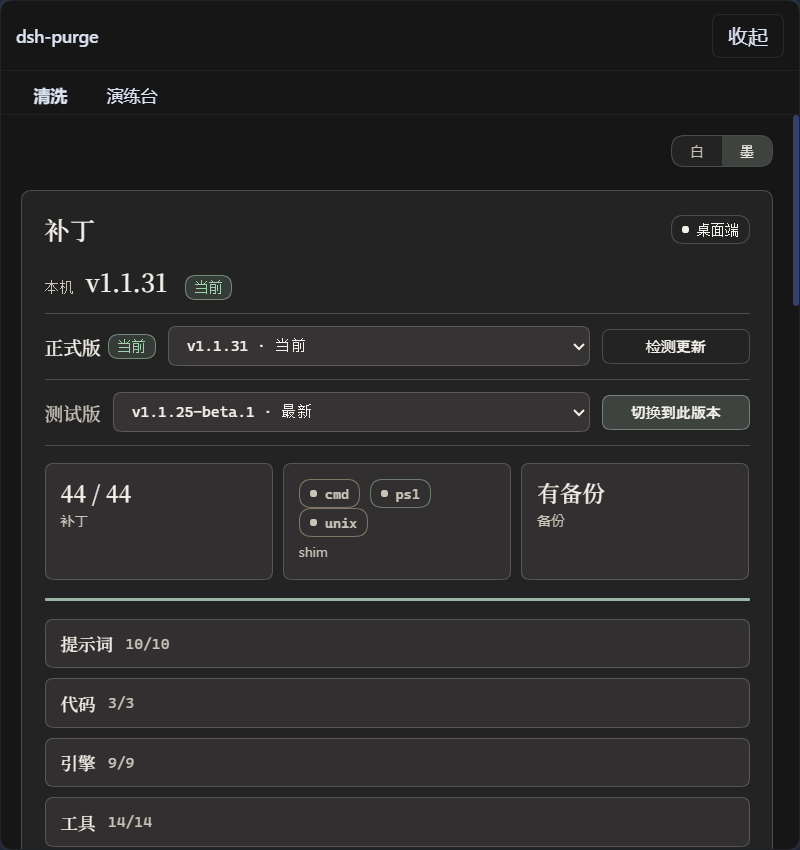 dsh-purge 收起
清洗 演练台
白 墨
补丁 桌面端
本机 v1.1.31 当前
正式版 当前 v1.1.31 · 当前 检测更新
测试版 v1.1.25-beta.1 · 最新 切换到此版本
44 / 44
补丁
cmd ps1
unix
shim
有备份
备份
提示词 10/10
代码 3/3
引擎 9/9
工具 14/14